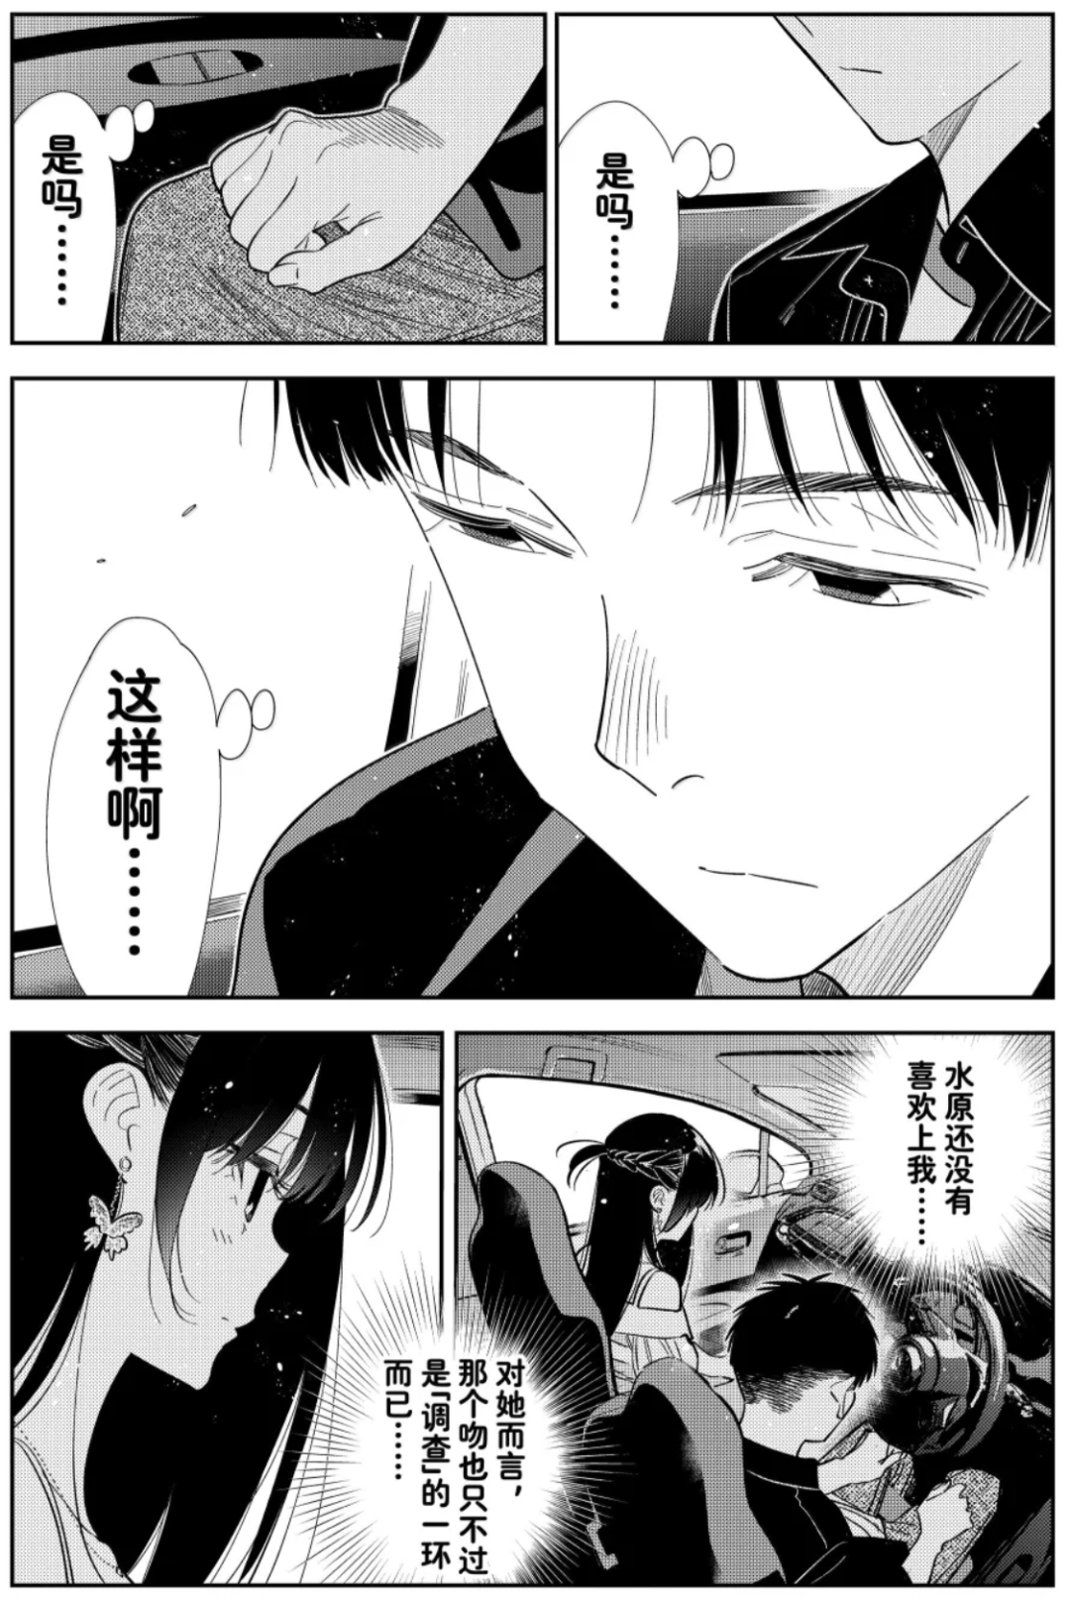 是吗……
是吗……
这样啊……
水原还没有
喜欢上我……
对她而言，
那个吻也只不过
是「调查」的一环
而已……